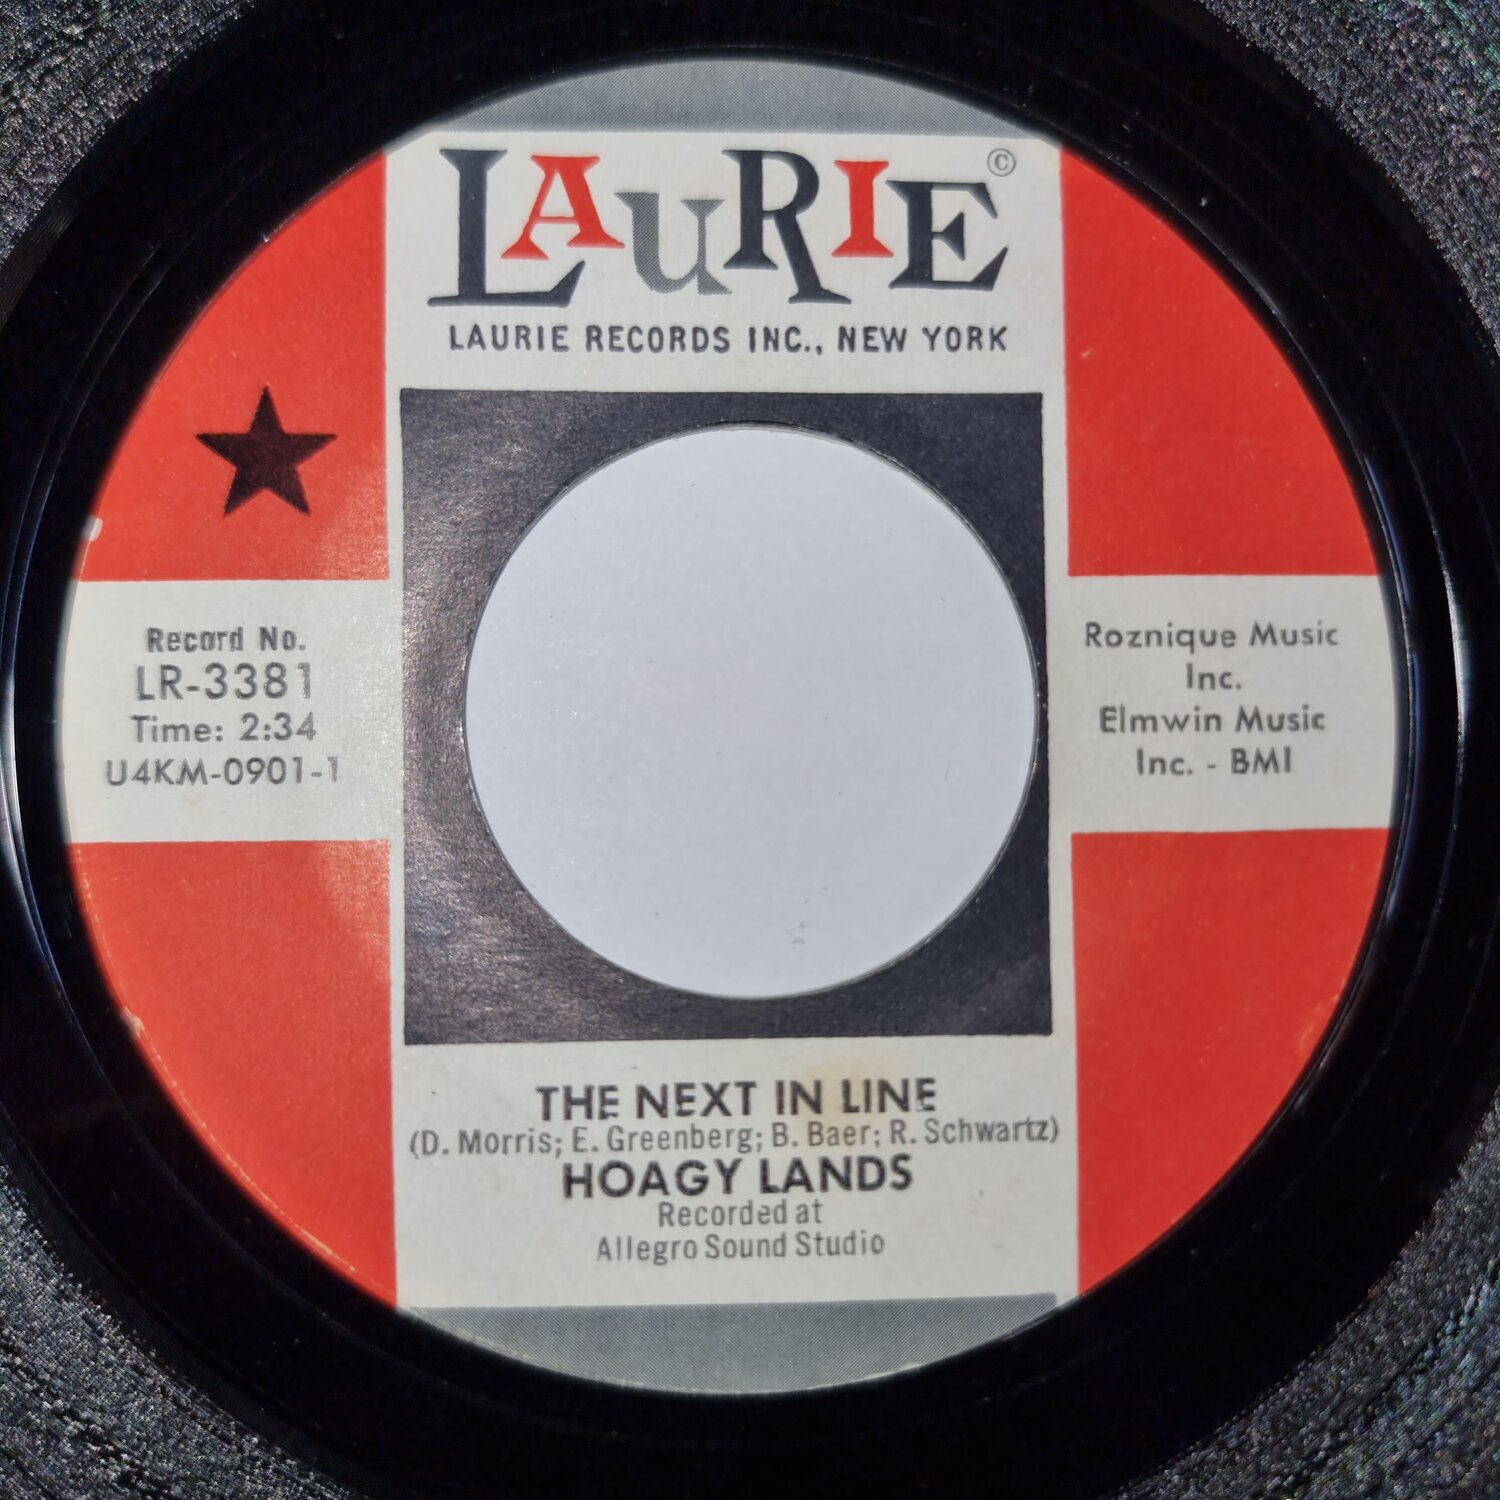 LAuRIE ©
LAURIE RECORDS INC., NEW YORK
Record No.
LR-3381
Time: 2:34
U4KM-0901-1
Roznique Music
Inc.
Elmwin Music
Inc. - BMI
THE NEXT IN LINE
(D. Morris; E. Greenberg; B. Baer; R. Schwartz)
HOAGY LANDS
Recorded at
Allegro Sound Studio